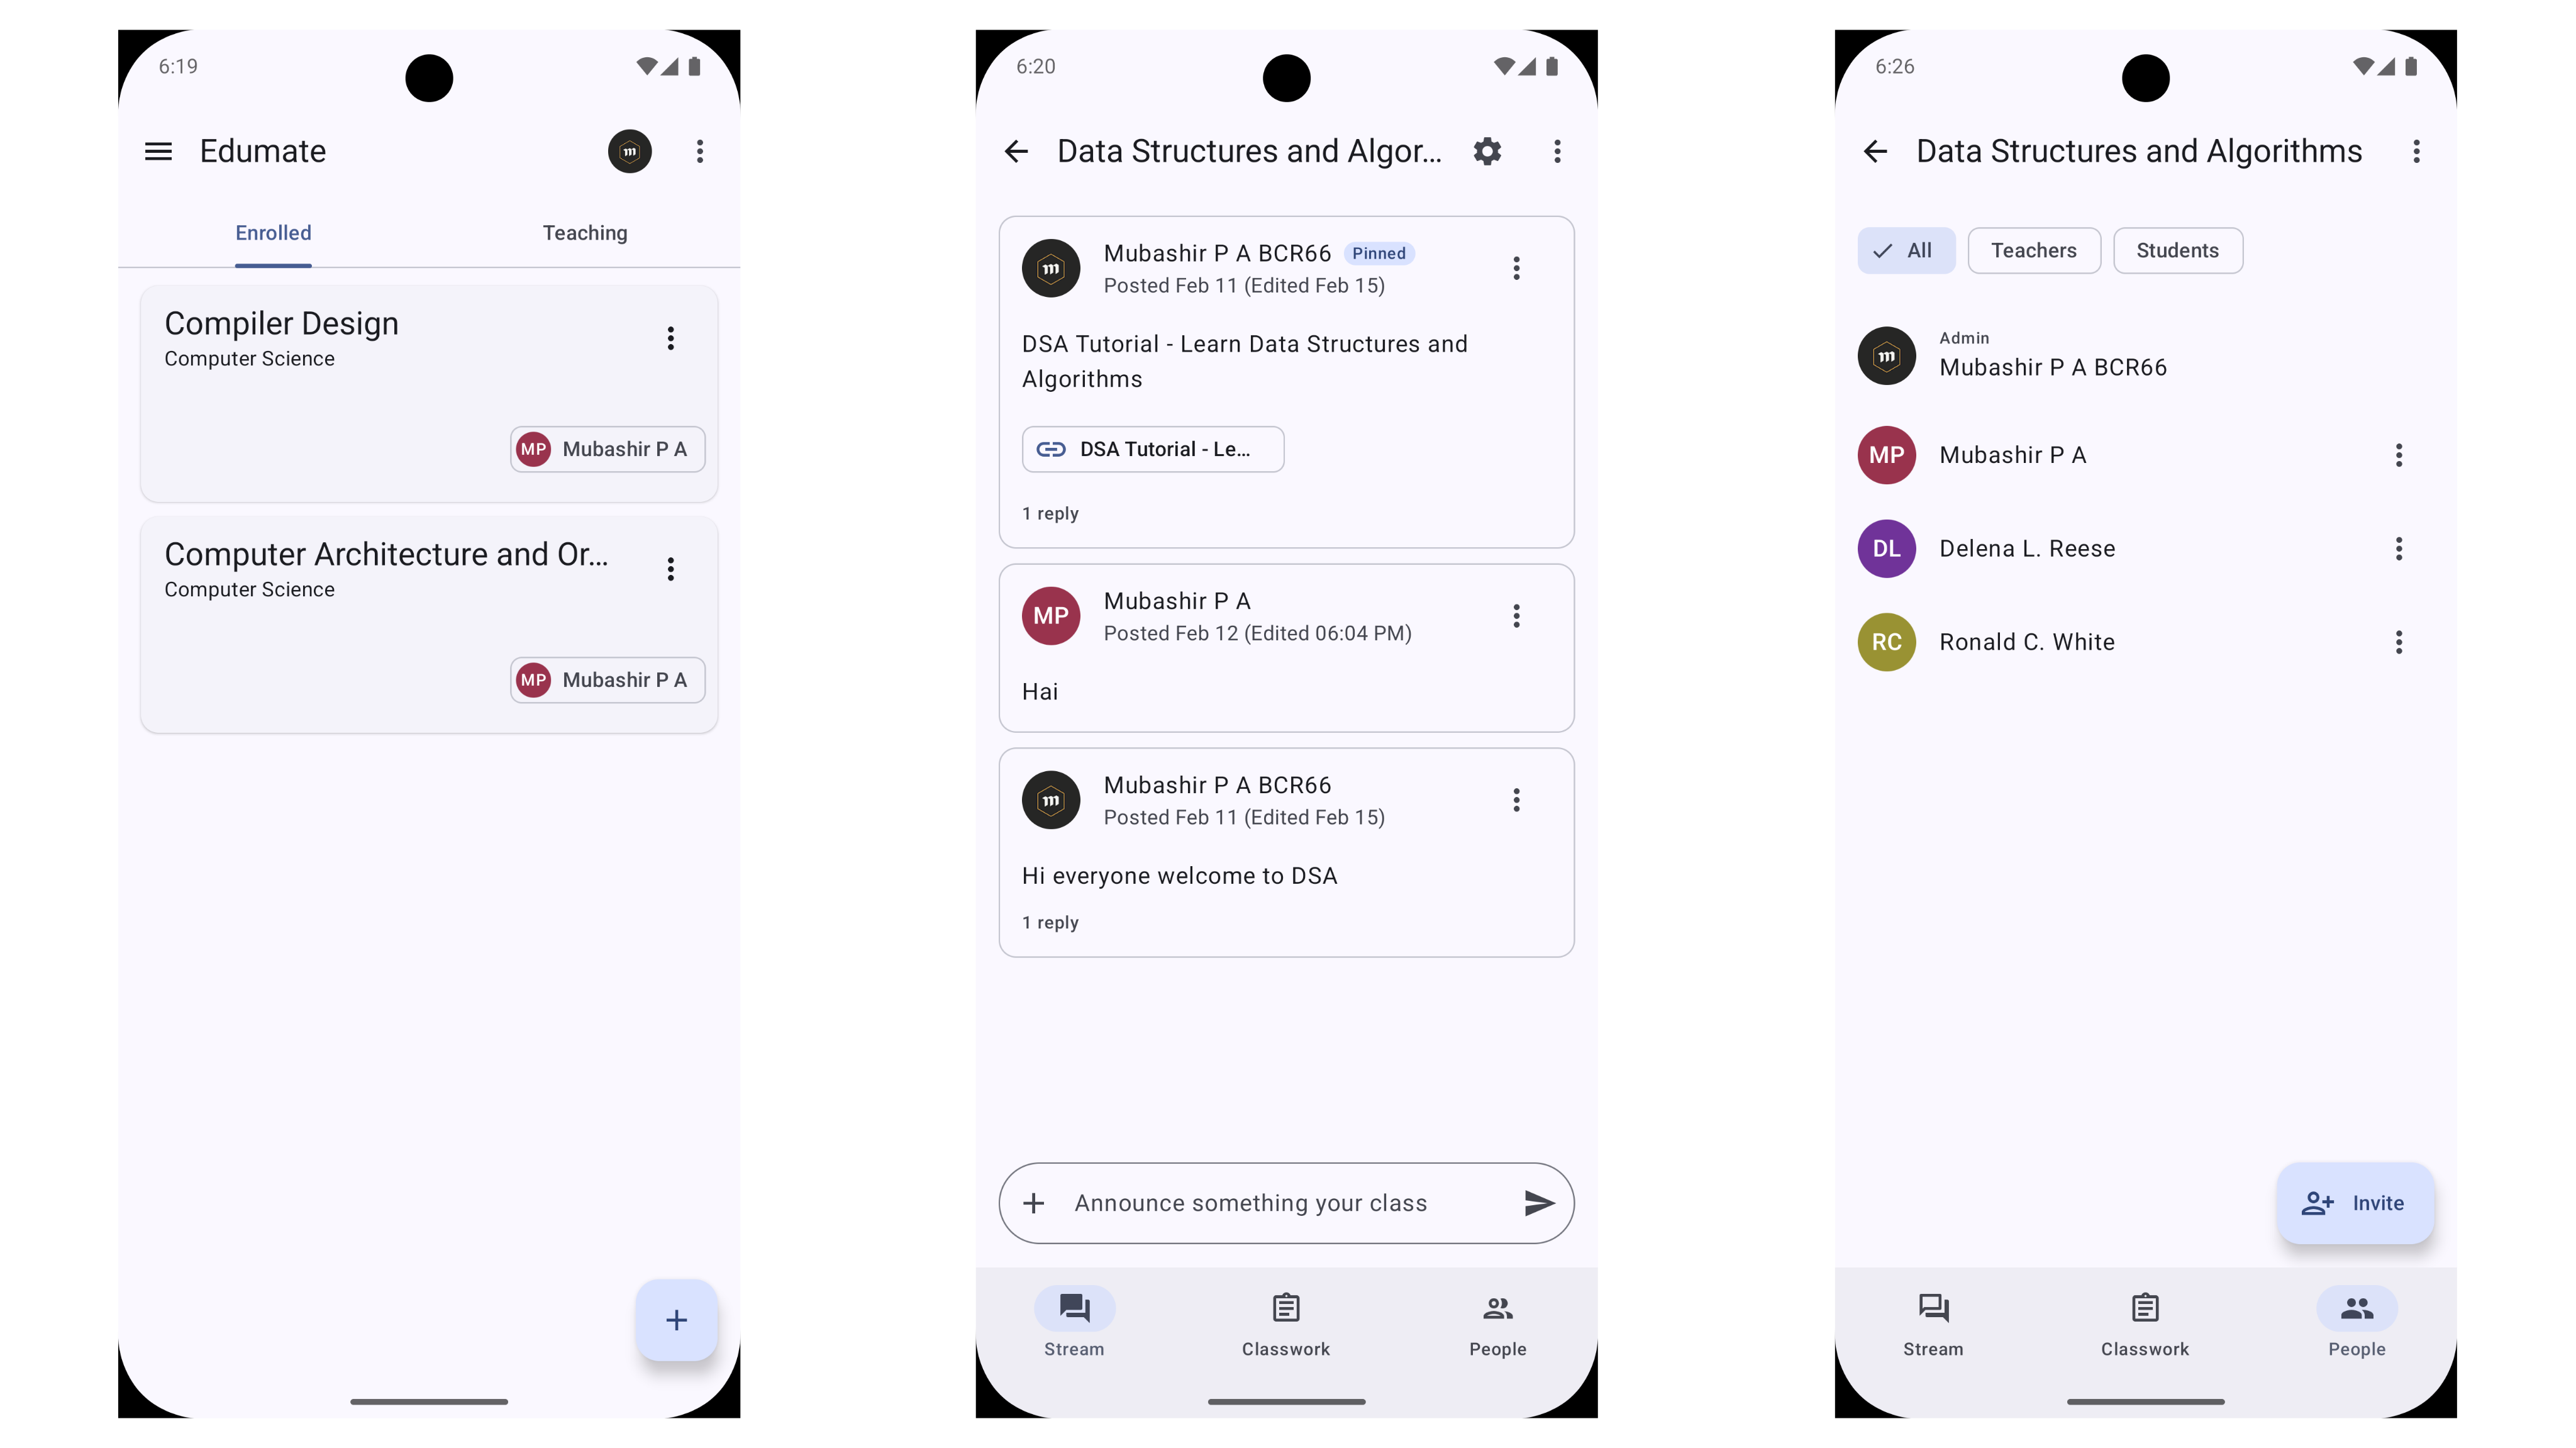 6:19
Edumate
m
Enrolled
Teaching
Compiler Design
Computer Science
MP Mubashir P A
Computer Architecture and Or...
Computer Science
MP Mubashir P A
6:20
Data Structures and Algor...
m
Mubashir P A BCR66 Pinned
Posted Feb 11 (Edited Feb 15)
DSA Tutorial - Learn Data Structures and
Algorithms
DSA Tutorial - Le...
1 reply
MP
Mubashir P A
Posted Feb 12 (Edited 06:04 PM)
Hai
m
Mubashir P A BCR66
Posted Feb 11 (Edited Feb 15)
Hi everyone welcome to DSA
1 reply
Announce something your class
Stream
Classwork
People
6:26
Data Structures and Algorithms
All
Teachers
Students
m
Admin
Mubashir P A BCR66
MP Mubashir P A
DL Delena L. Reese
RC Ronald C. White
Invite
Stream
Classwork
People